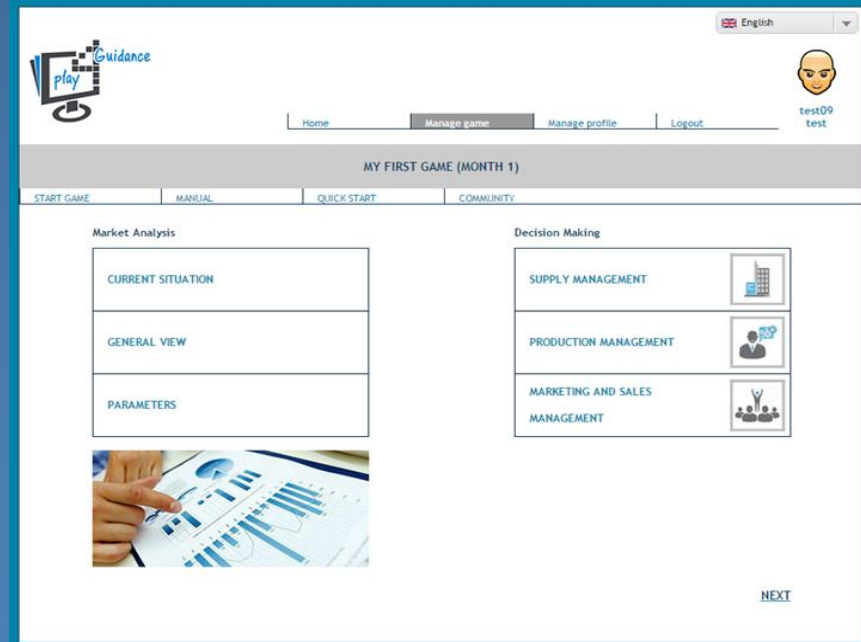 English
Guidance
play
test09
test
Home
Manage game
Manage profile
Logout
MY FIRST GAME (MONTH 1)
START GAME
MANUAL
QUICK START
COMMUNITY
Market Analysis
Decision Making
CURRENT SITUATION
SUPPLY MANAGEMENT
GENERAL VIEW
PRODUCTION MANAGEMENT
PARAMETERS
MARKETING AND SALES
MANAGEMENT
NEXT